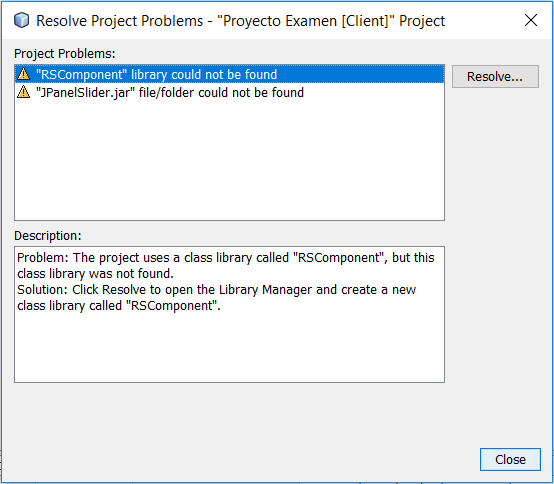 Resolve Project Problems - "Proyecto Examen [Client]" Project
Project Problems:
"RSComponent" library could not be found
Resolve...
"JPanelSlider.jar" file/folder could not be found
Description:
Problem: The project uses a class library called "RSComponent", but this
class library was not found.
Solution: Click Resolve to open the Library Manager and create a new
class library called "RSComponent".
Close